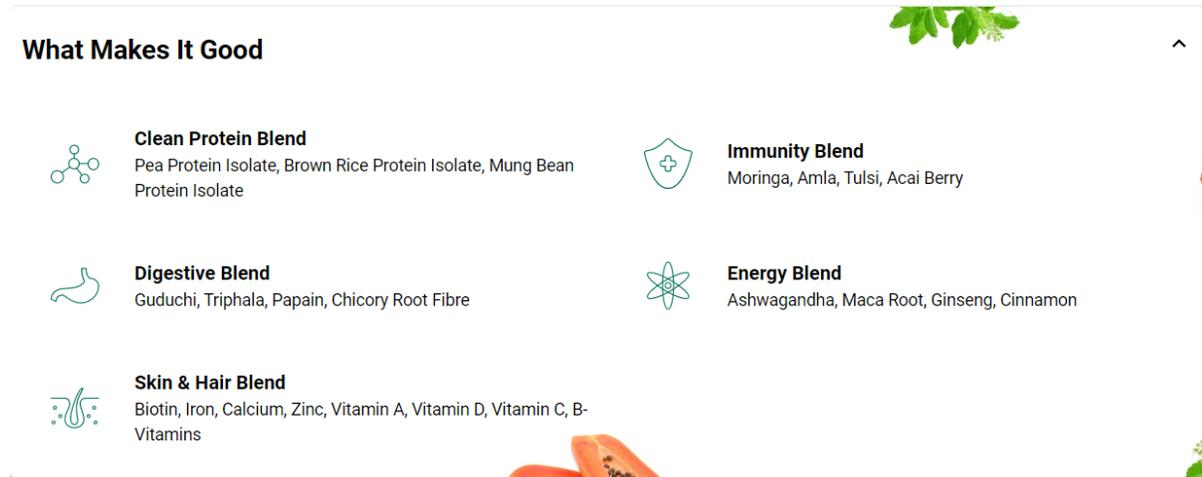 What Makes It Good
Clean Protein Blend
Pea Protein Isolate, Brown Rice Protein Isolate, Mung Bean
Protein Isolate
Immunity Blend
Moringa, Amla, Tulsi, Acai Berry
Digestive Blend
Guduchi, Triphala, Papain, Chicory Root Fibre
Energy Blend
Ashwagandha, Maca Root, Ginseng, Cinnamon
Skin & Hair Blend
Biotin, Iron, Calcium, Zinc, Vitamin A, Vitamin D, Vitamin C, B-
Vitamins